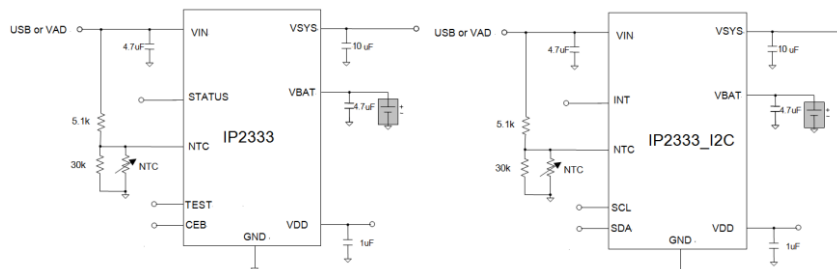 USB or VAD
VIN
VSYS
4.7uF
10 uF
STATUS
VBAT
4.7uF
+
−
5.1k
IP2333
NTC
30k
NTC
TEST
CEB
VDD
GND
1uF
USB or VAD
VIN
VSYS
4.7uF
10 uF
INT
VBAT
4.7uF
+
−
5.1k
IP2333_I2C
NTC
30k
NTC
SCL
SDA
VDD
GND
1uF